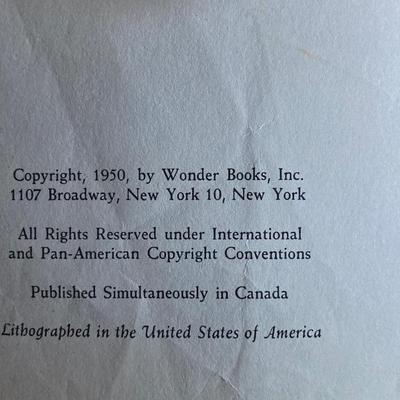 Copyright, 1950, by Wonder Books, Inc.
1107 Broadway, New York 10, New York
All Rights Reserved under International
and Pan-American Copyright Conventions
Published Simultaneously in Canada
Lithographed in the United States of America